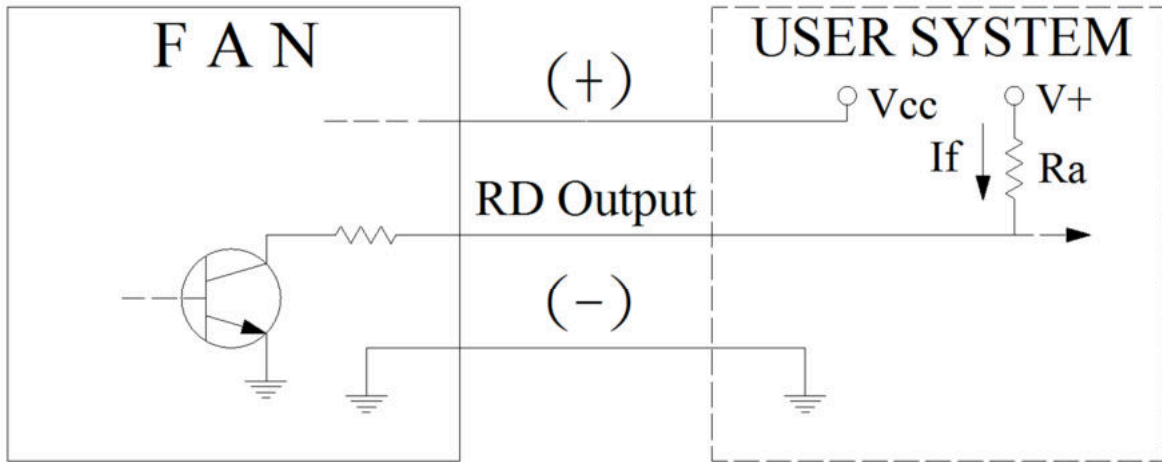 F A N
USER SYSTEM
(+)
Vcc
V+
If
Ra
RD Output
(-)